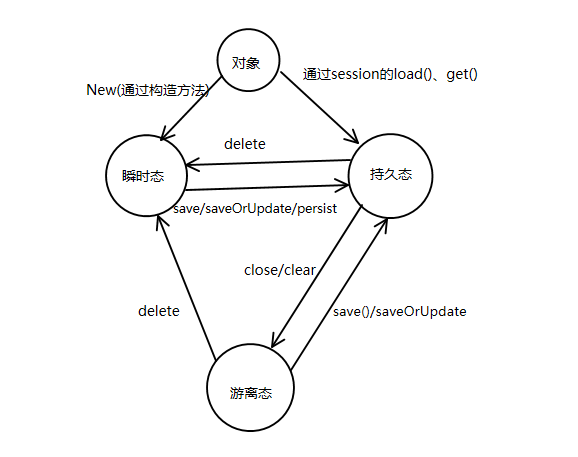 对象
通过session的load()、get()
New(通过构造方法)
delete
瞬时态
持久态
save/saveOrUpdate/persist
close/clear
delete
save()/saveOrUpdate
游离态